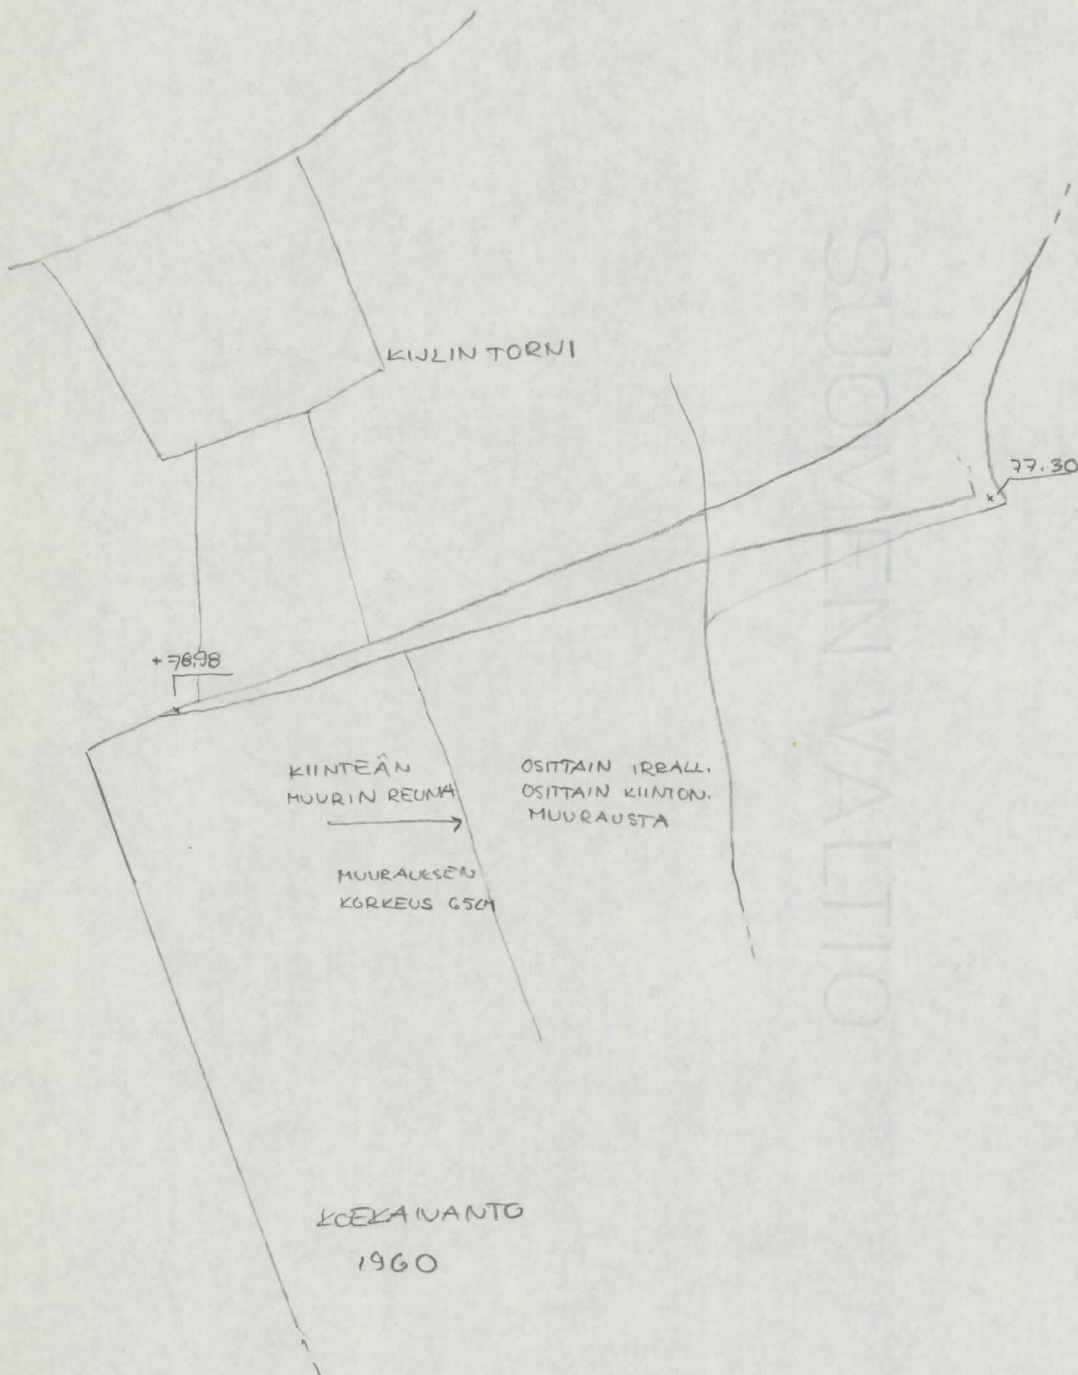 KIJLIN TORNI
77.30
+78.98
KIINTEÄN
MUURIN REUNA
OSITTAIN IRRALL.
OSITTAIN KIINTON.
MUURAUSTA
MUURAUKSEN
KORKEUS 65CM
KOEKAIVANTO
1960
SUOMEN VALTIO